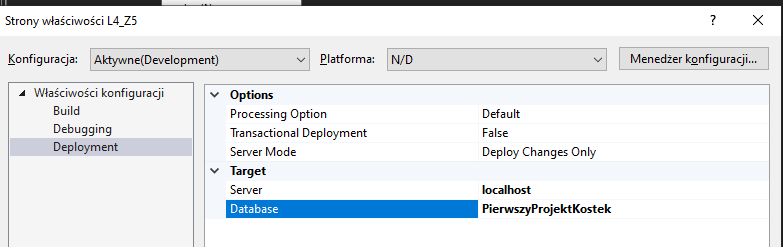 Strony właściwości L4_Z5
?
Konfiguracja: Aktywne(Development) Platforma: N/D Menedżer konfiguracji...
Właściwości konfiguracji
Build
Debugging
Deployment
Options
Processing Option Default
Transactional Deployment False
Server Mode Deploy Changes Only
Target
Server localhost
Database PierwszyProjektKostek